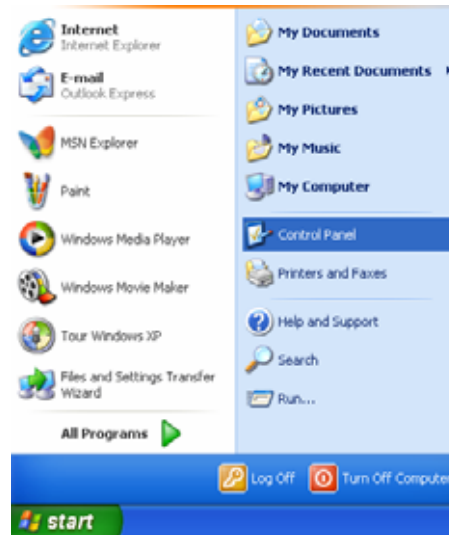 Internet
Internet Explorer
E-mail
Outlook Express
MSN Explorer
Paint
Windows Media Player
Windows Movie Maker
Tour Windows XP
Files and Settings Transfer
Wizard
All Programs
My Documents
My Recent Documents
My Pictures
My Music
My Computer
Control Panel
Printers and Faxes
Help and Support
Search
Run...
Log Off
Turn Off Computer
start